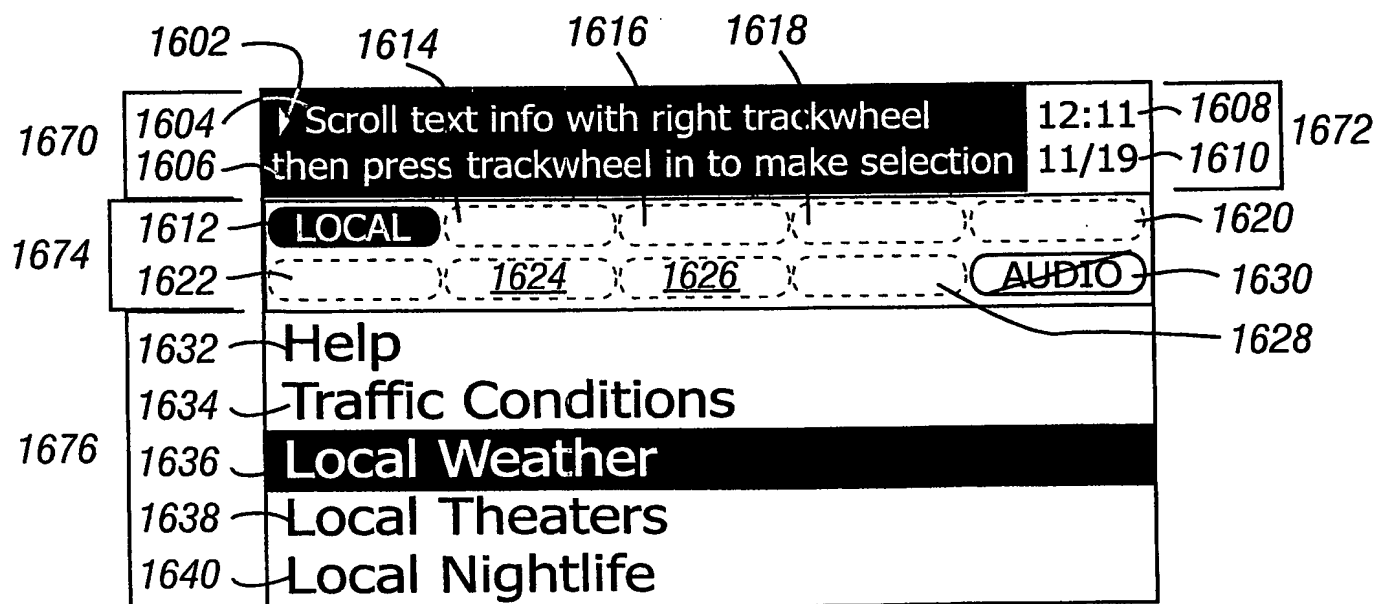 1602 1614 1616 1618
1670 1604 Scroll text info with right trackwheel 12:11 1608 1672
1606 then press trackwheel in to make selection 11/19 1610
1674 1612 LOCAL 1620
1622 1624 1626 AUDIO 1630
1632 Help 1628
1634 Traffic Conditions
1676 1636 Local Weather
1638 Local Theaters
1640 Local Nightlife